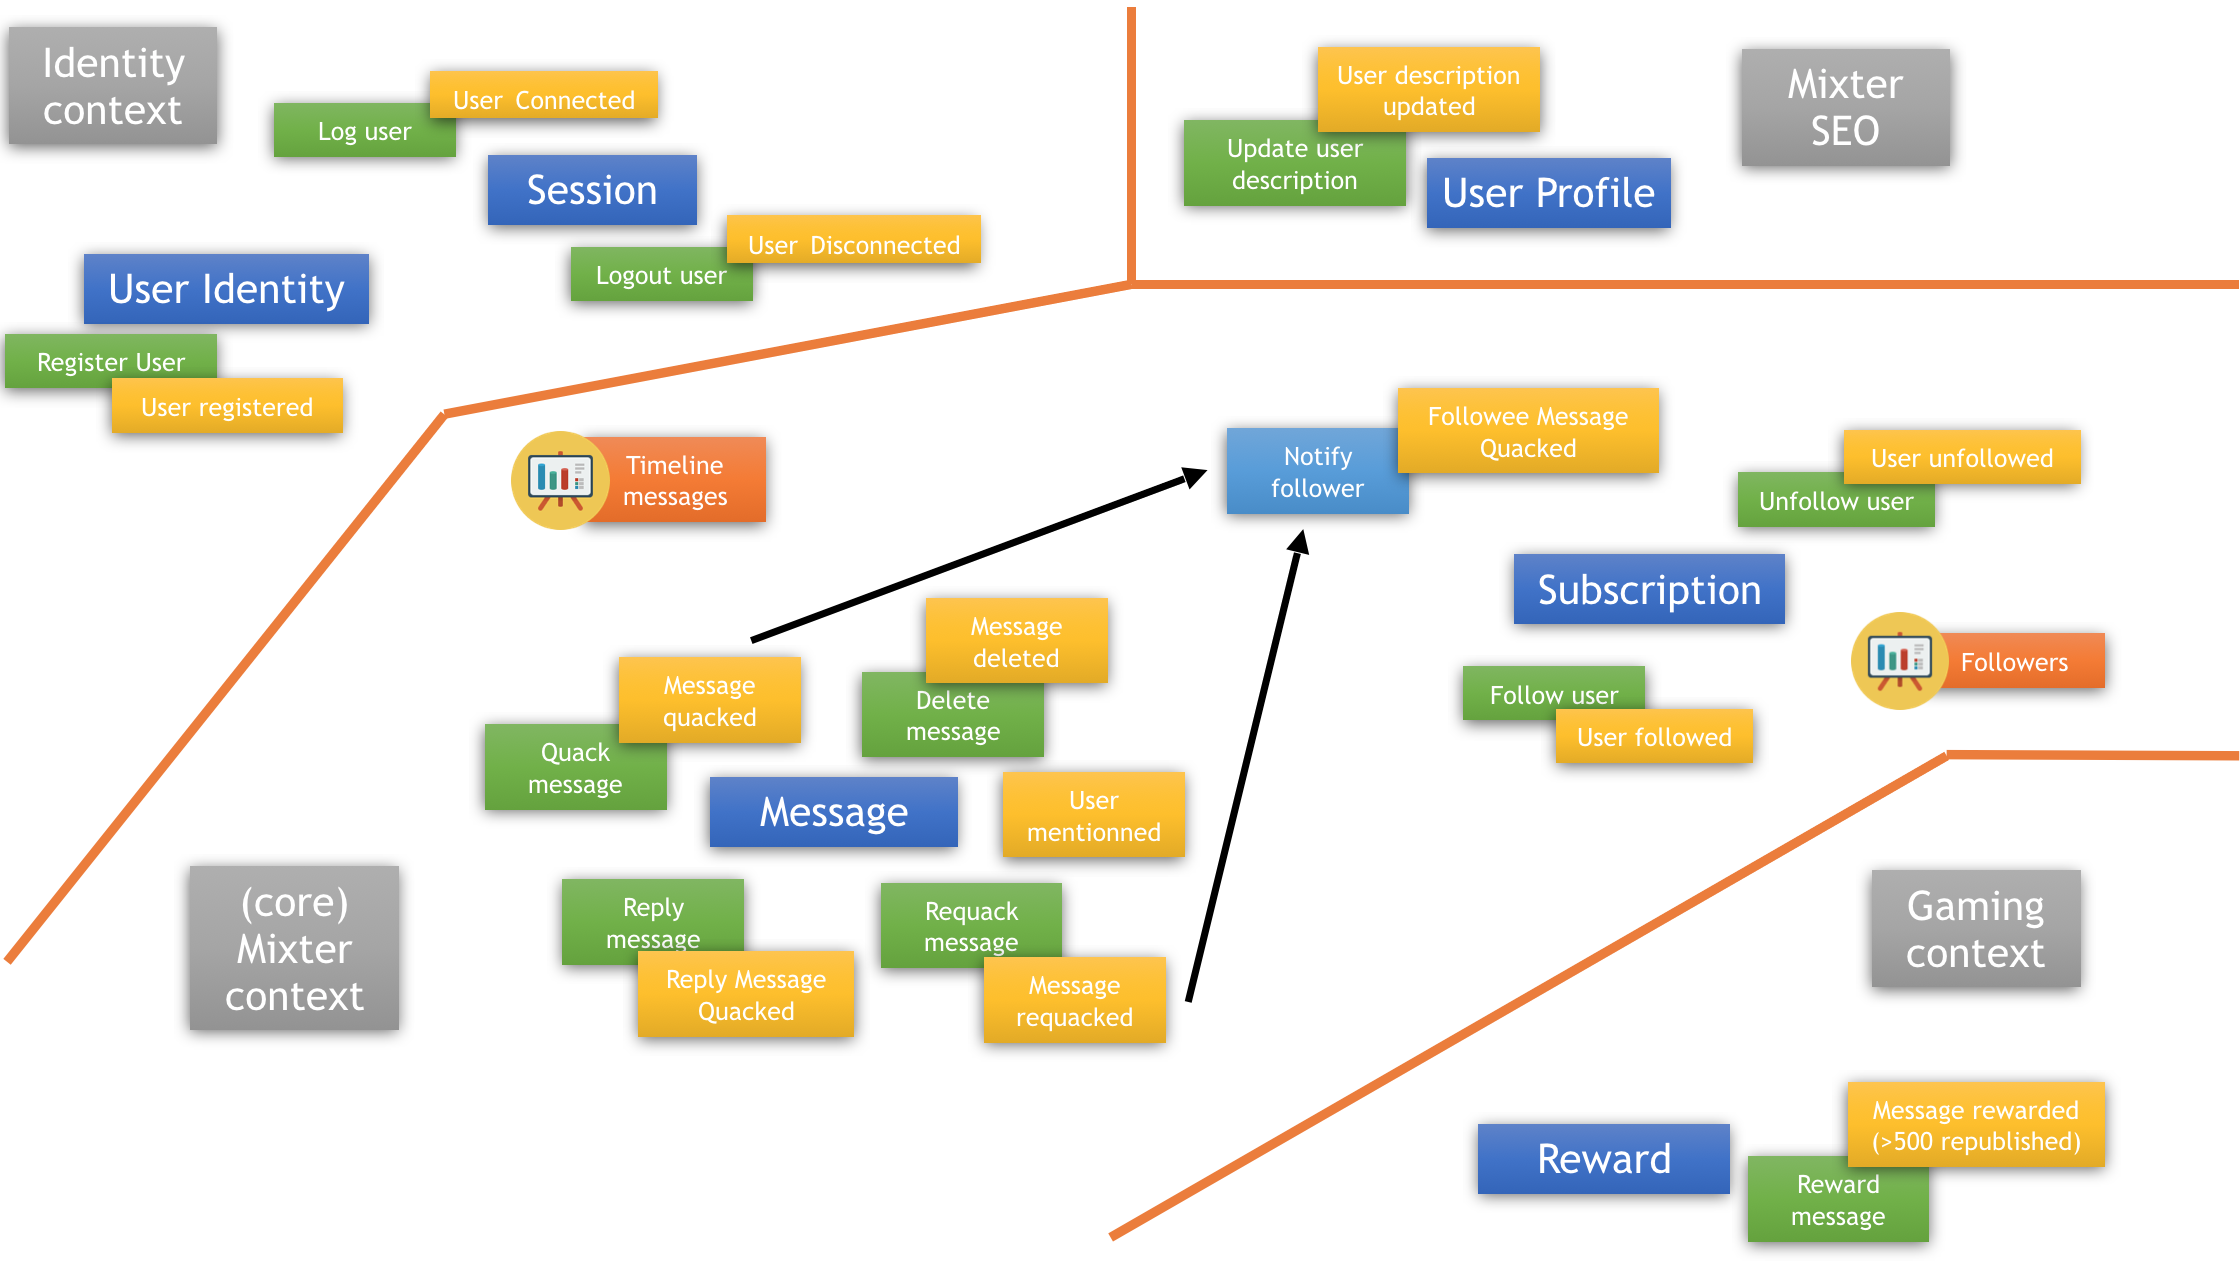 Identity
context
User Connected
Log user
Session
User Disconnected
Logout user
User Identity
Register User
User registered
User description
updated
Update user
description
User Profile
Mixter
SEO
Timeline
messages
Notify
follower
Followee Message
Quacked
User unfollowed
Unfollow user
Subscription
Followers
Follow user
User followed
Message
deleted
Delete
message
Message
quacked
Quack
message
Message
User
mentionned
Reply
message
Reply Message
Quacked
Requack
message
Message
requacked
(core)
Mixter
context
Gaming
context
Message rewarded
(>500 republished)
Reward
Reward
message